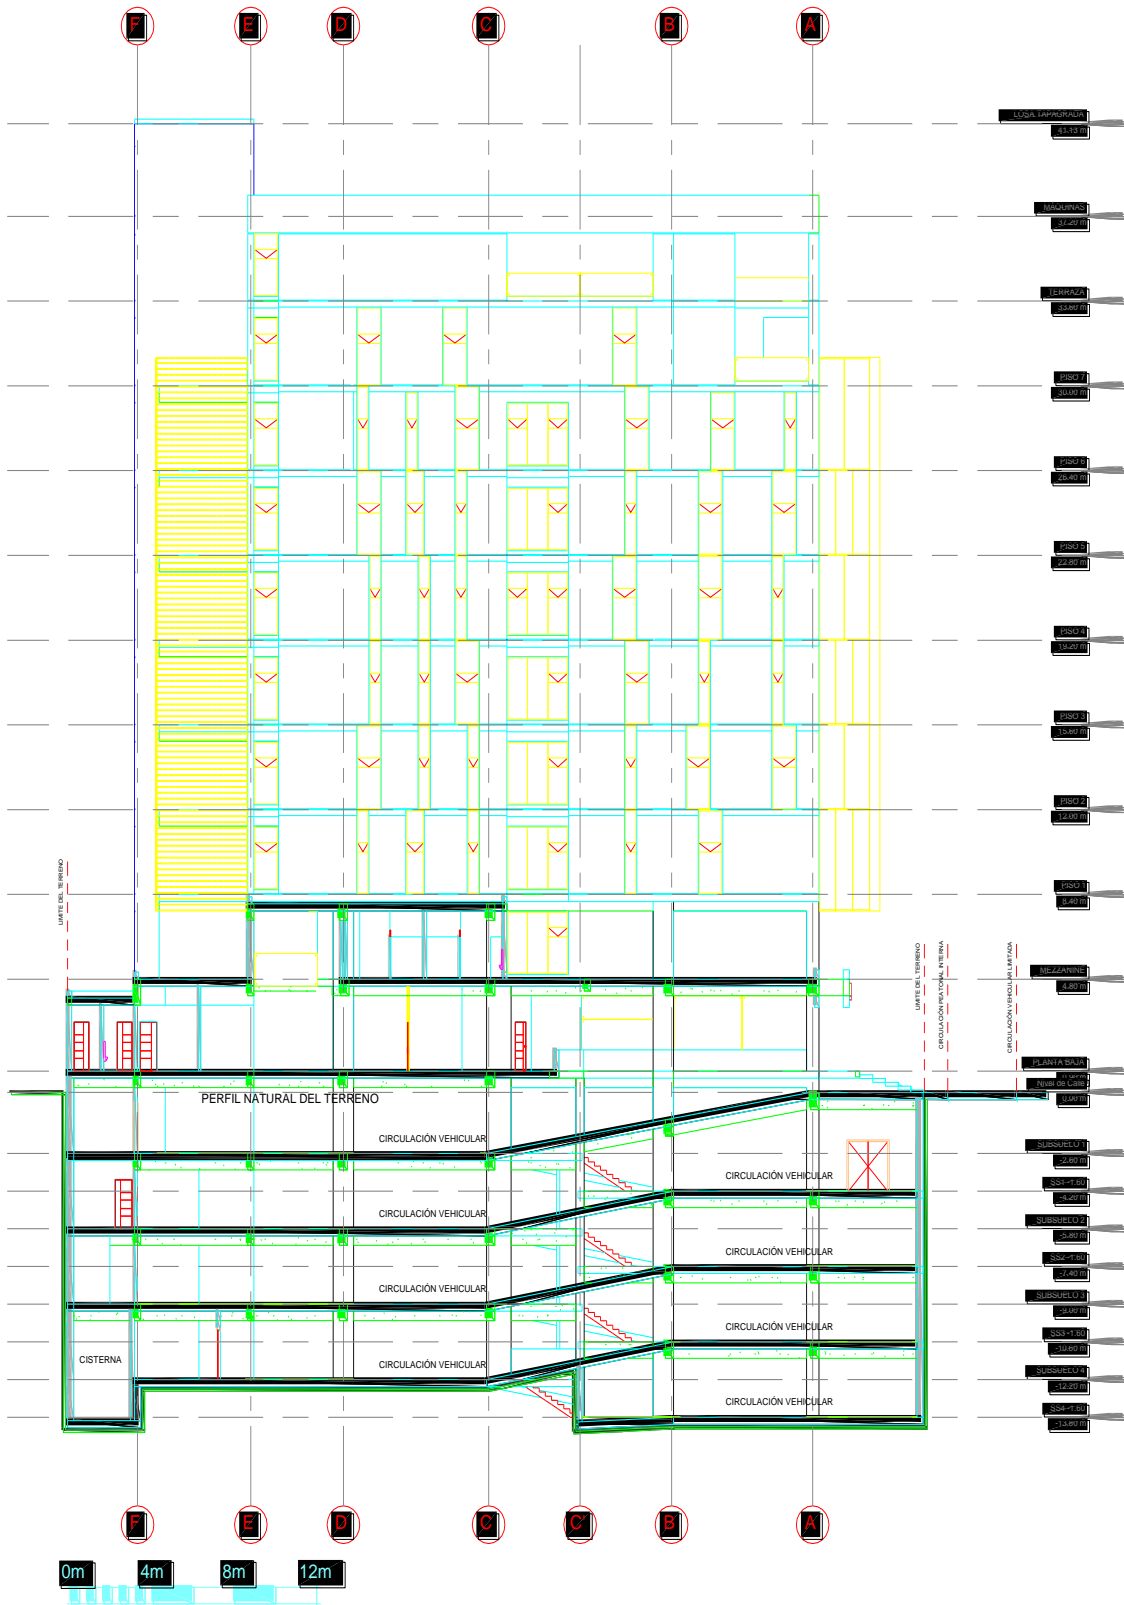 F E D C B A
LOSA TAPAGRADA
41.13 m
MAQUINAS
37.20 m
TERRAZA
33.60 m
PISO 7
30.00 m
PISO 6
26.40 m
PISO 5
22.80 m
PISO 4
19.20 m
PISO 3
15.60 m
PISO 2
12.00 m
PISO 1
8.40 m
LIMITE DEL TERRENO
LIMITE DEL TERRENO
CIRCULACIÓN PEATONAL INTERNA
CIRCULACIÓN VEHICULAR LIMITADA
MEZZANINE
4.80 m
PLANTA BAJA
Nivel de Calle
0.00 m
PERFIL NATURAL DEL TERRENO
CIRCULACIÓN VEHICULAR
SUBSUELO 1
-2.60 m
CIRCULACIÓN VEHICULAR
SS1 -1.60
-4.20 m
CIRCULACIÓN VEHICULAR
SUBSUELO 2
-5.80 m
CIRCULACIÓN VEHICULAR
SS2 -1.60
-7.40 m
CIRCULACIÓN VEHICULAR
SUBSUELO 3
-9.00 m
CIRCULACIÓN VEHICULAR
SS3 -1.60
-10.60 m
CISTERNA
CIRCULACIÓN VEHICULAR
SUBSUELO 4
-12.20 m
CIRCULACIÓN VEHICULAR
SS4 -1.60
-13.80 m
F E D C C' B A
0m 4m 8m 12m